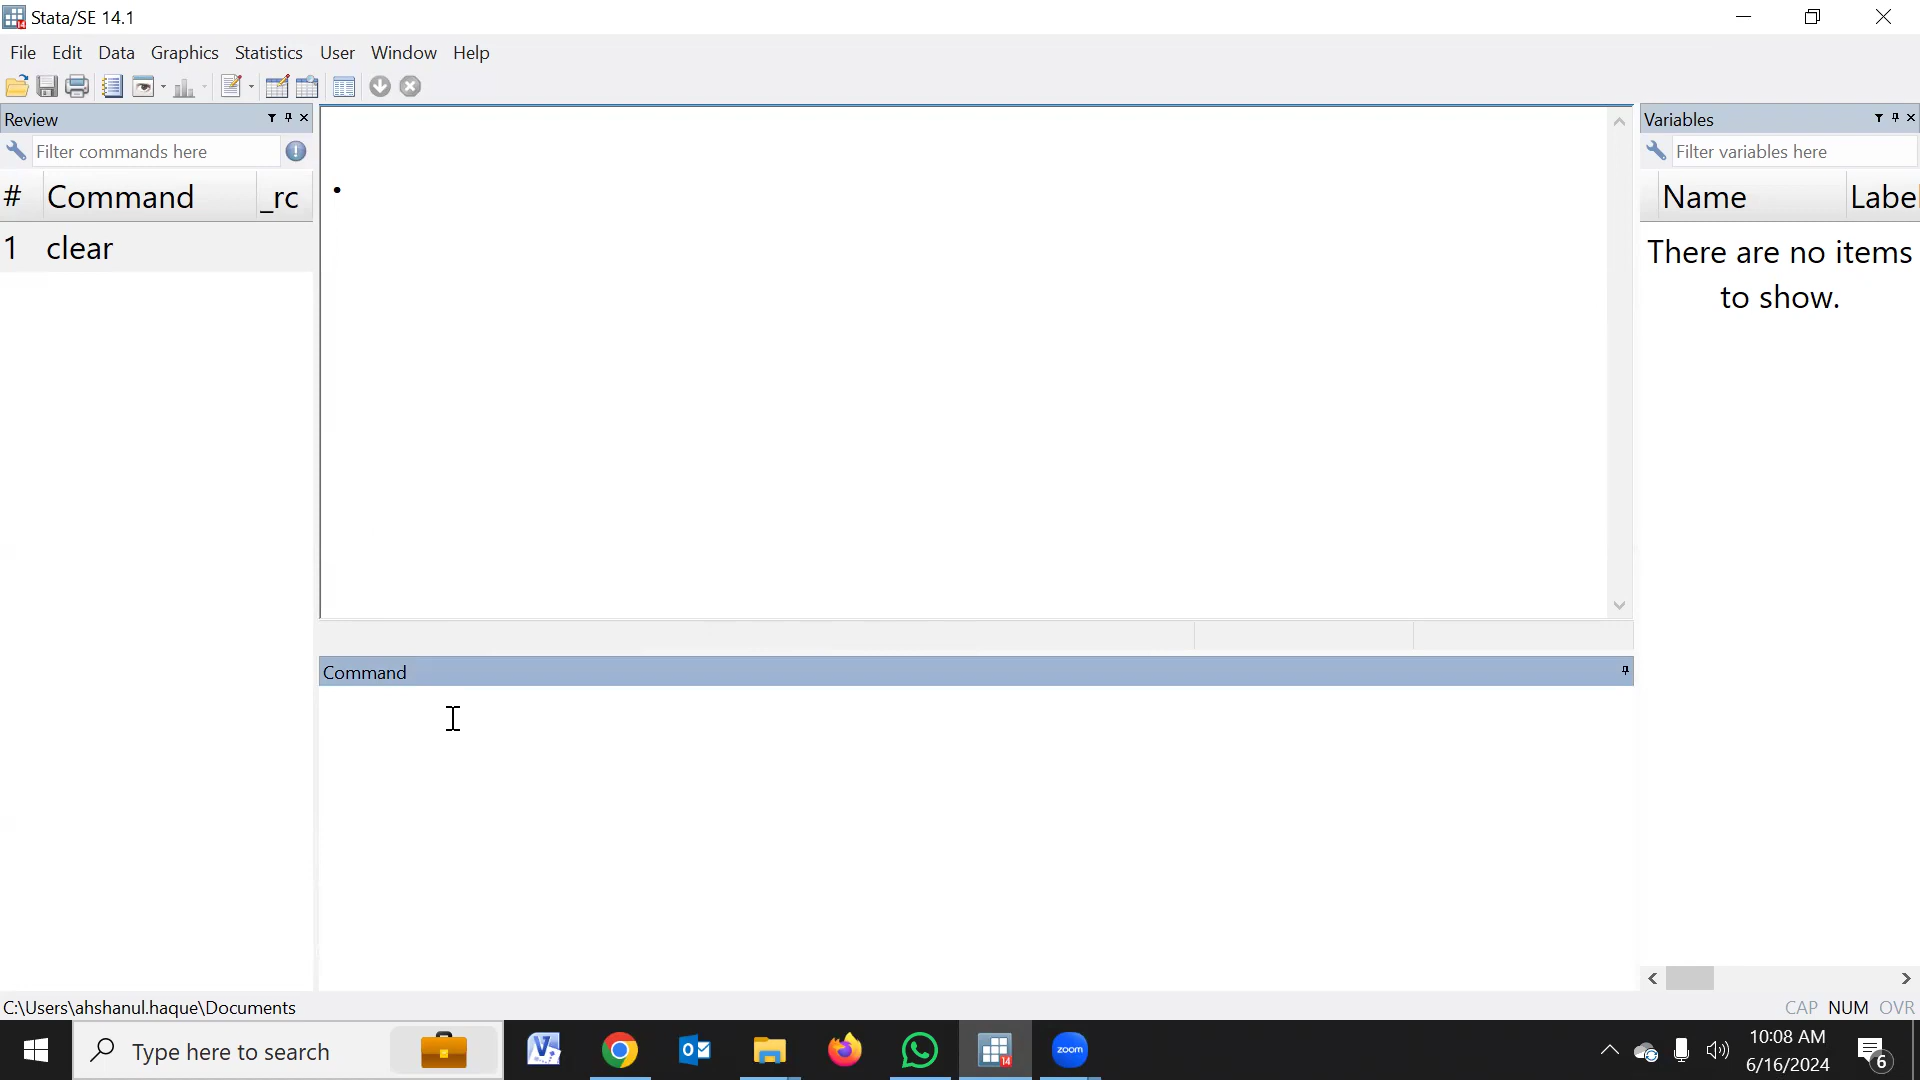 Stata/SE 14.1
File Edit Data Graphics Statistics User Window Help
Review
Filter commands here
# Command _rc
1 clear
.
Command
Variables
Filter variables here
Name Label
There are no items
to show.
C:\Users\ahshanul.haque\Documents
CAP NUM OVR
Type here to search
zoom
10:08 AM
6/16/2024
6